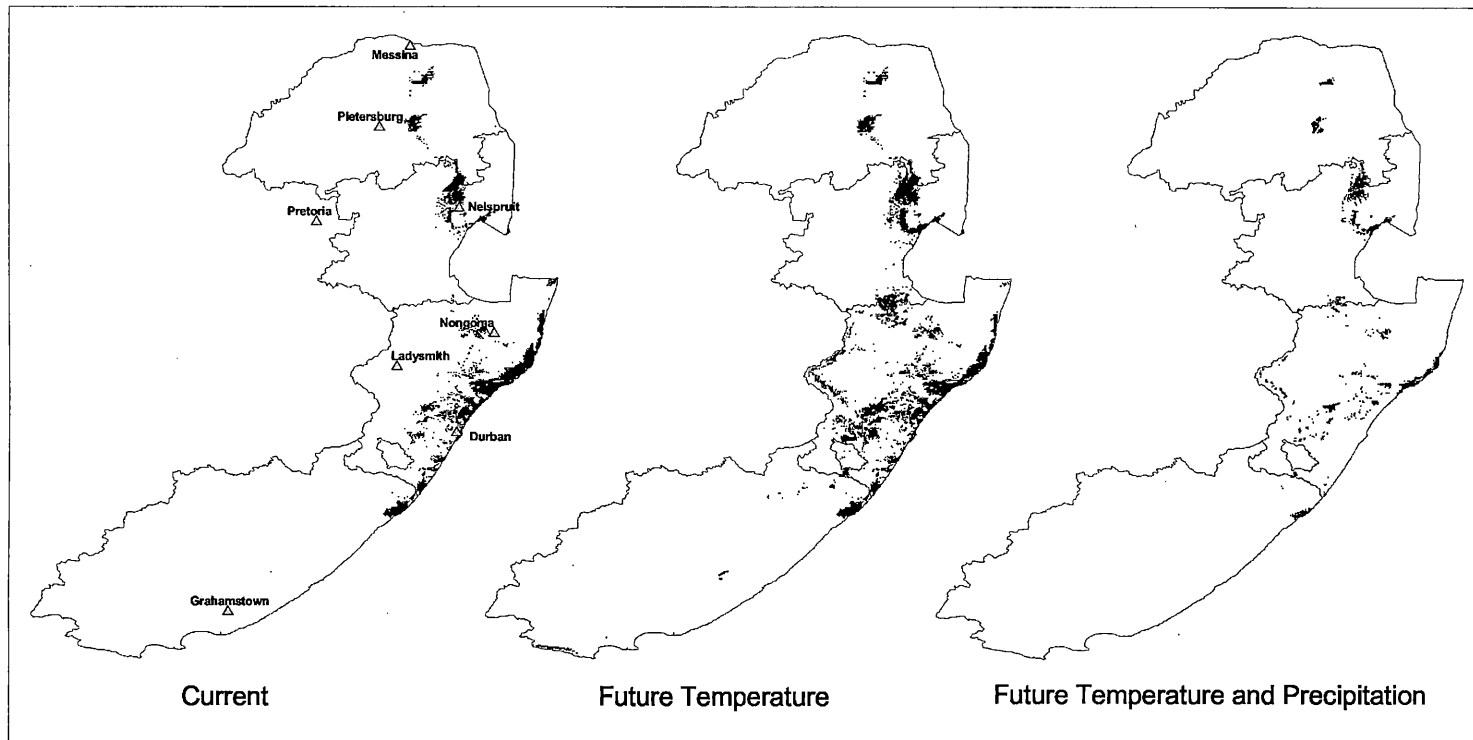 Messina
Pietersburg
Pretoria
Nelspruit
Nongoma
Ladysmith
Durban
Grahamstown
Current
Future Temperature
Future Temperature and Precipitation